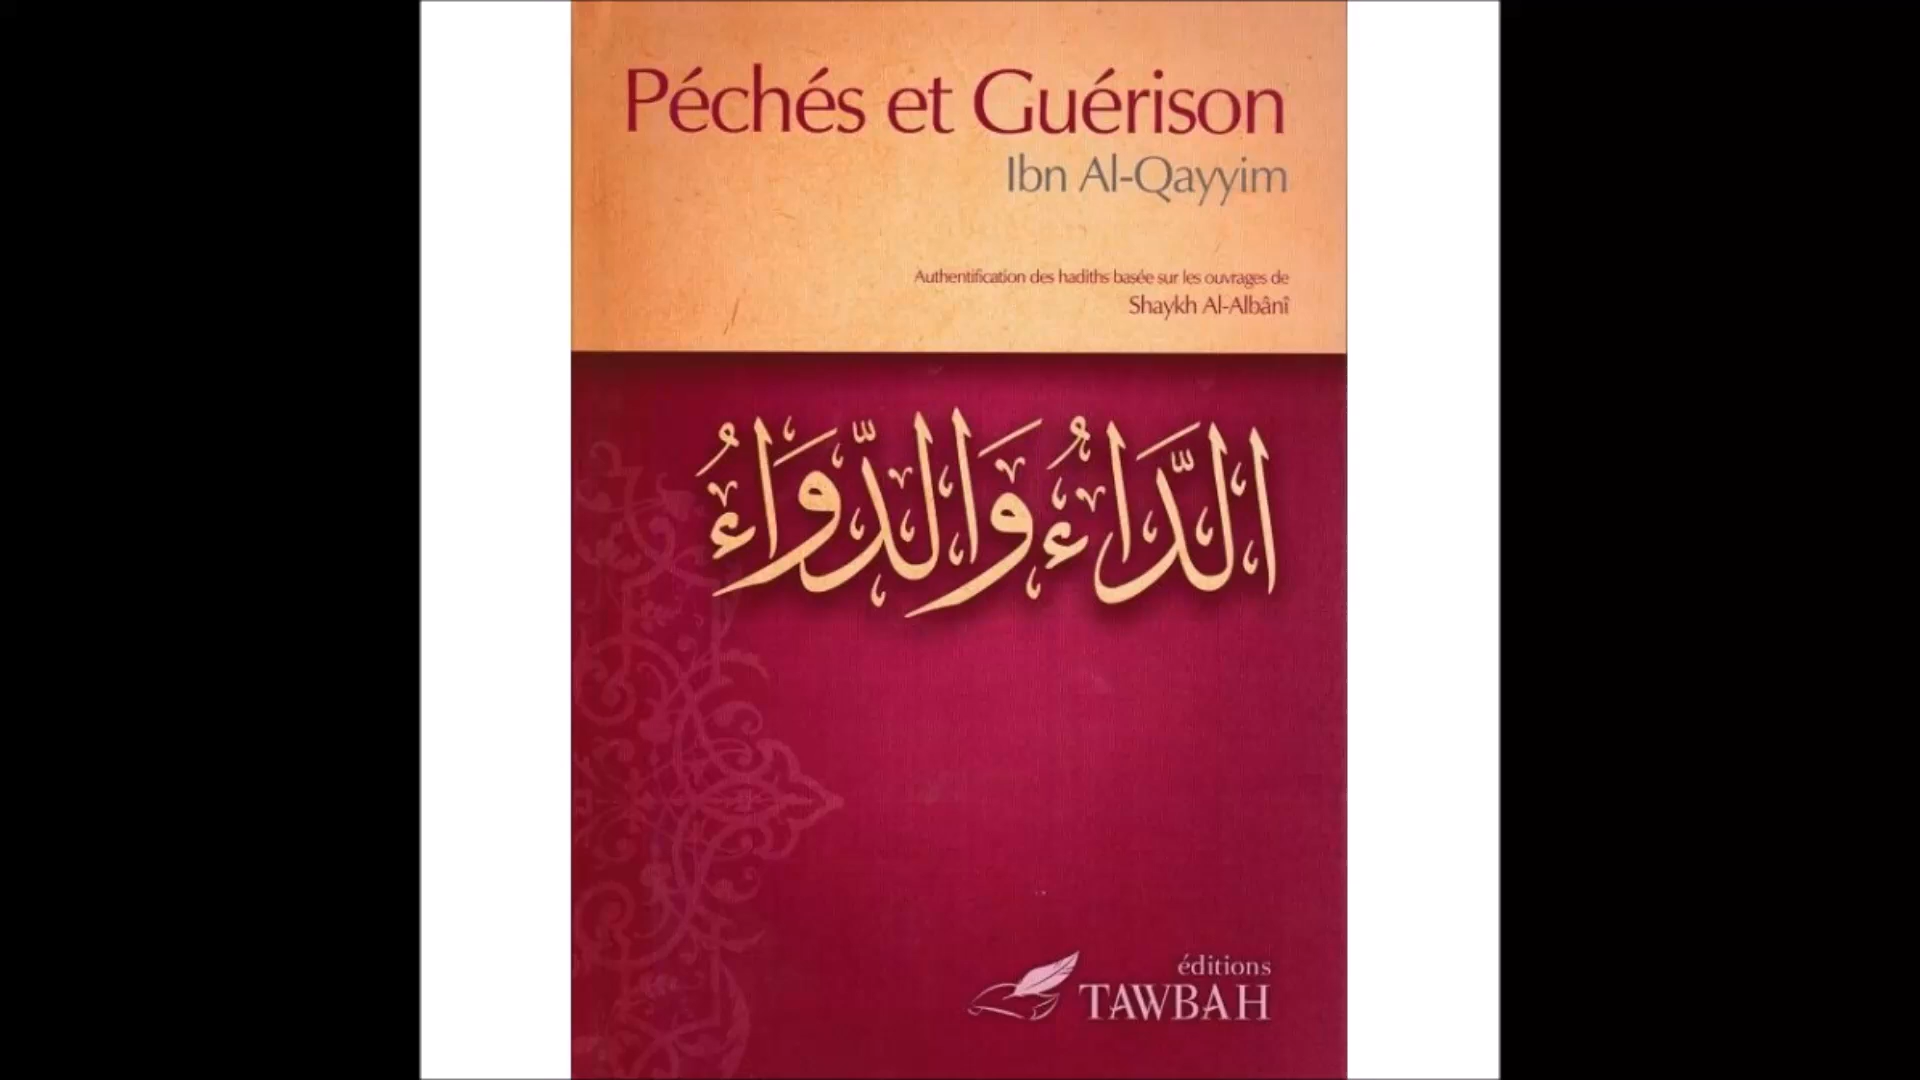 Péchés et Guérison
Ibn Al-Qayyim
Authentification des hadiths basée sur les ouvrages de
Shaykh Al-Albânî
الدَّاءُ وَالدَّوَاءُ
éditions
TAWBAH